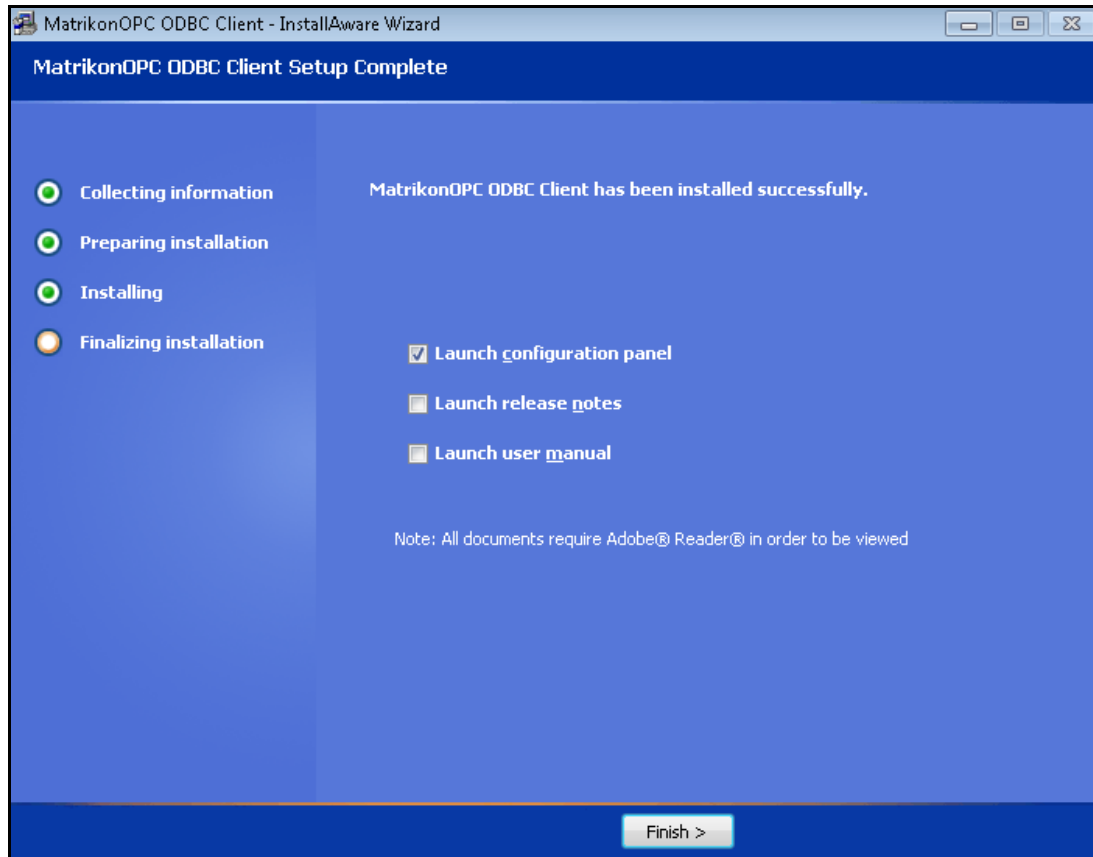 MatrikonOPC ODBC Client - InstallAware Wizard
MatrikonOPC ODBC Client Setup Complete
Collecting information
Preparing installation
Installing
Finalizing installation
MatrikonOPC ODBC Client has been installed successfully.
Launch configuration panel
Launch release notes
Launch user manual
Note: All documents require Adobe® Reader® in order to be viewed
Finish >